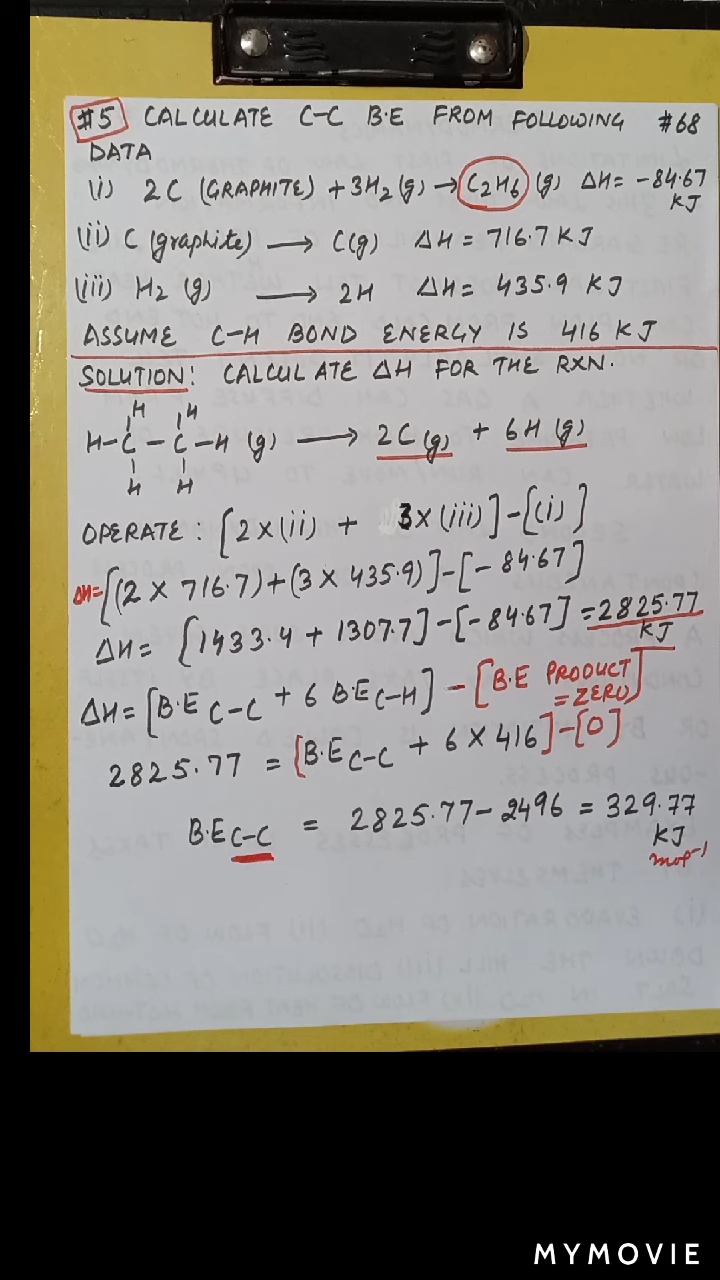 #5 CALCULATE C-C B.E FROM FOLLOWING #68
DATA
(i) 2C (GRAPHITE) + 3H₂(g) → C₂H₆ (g) ΔH = -84.67 KJ
(ii) C (graphite) → C(g) ΔH = 716.7 KJ
(iii) H₂ (g) → 2H ΔH = 435.9 KJ
ASSUME C-H BOND ENERGY IS 416 KJ
SOLUTION: CALCULATE ΔH FOR THE RXN.
H H
H-C-C-H (g) → 2C(g) + 6H(g)
H H
OPERATE: [2×(ii) + 3×(iii)]-[(i)]
ΔH=[(2 × 716.7)+(3 × 435.9)]-[-84.67]
ΔH= [1433.4 + 1307.7]-[-84.67]=2825.77 KJ
ΔH=[B.E C-C + 6 B.E C-H] - [B.E PRODUCT = ZERO]
2825.77 = [B.E C-C + 6 × 416]-[0]
B.E C-C = 2825.77-2496 = 329.77
KJ
mol⁻¹
MYMOVIE